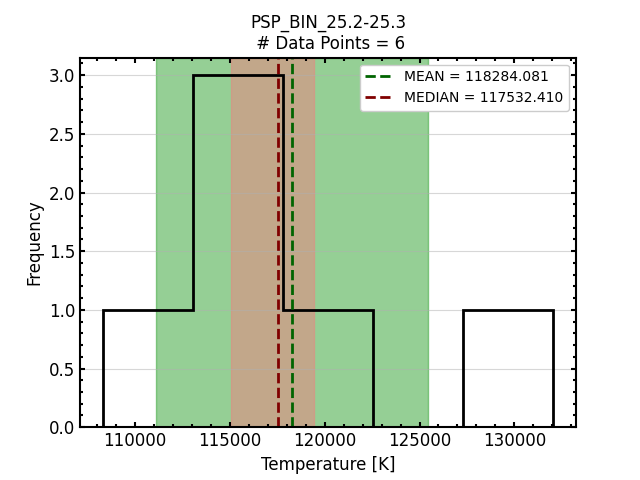 PSP_BIN_25.2-25.3
# Data Points = 6
MEAN = 118284.081
MEDIAN = 117532.410
Frequency
3.0
2.5
2.0
1.5
1.0
0.5
0.0
110000 115000 120000 125000 130000
Temperature [K]